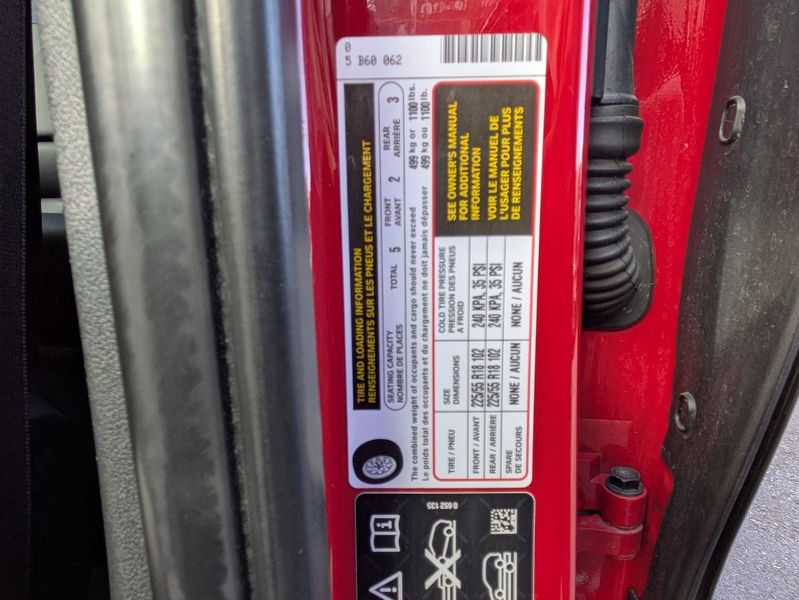 0
5 B60 062
TIRE AND LOADING INFORMATION
RENSEIGNEMENTS SUR LES PNEUS ET LE CHARGEMENT
SEATING CAPACITY
NOMBRE DE PLACES
TOTAL 5
FRONT
AVANT 2
REAR
ARRIÈRE 3
The combined weight of occupants and cargo should never exceed 499 kg or 1100 lbs.
Le poids total des occupants et du chargement ne doit jamais dépasser 499 kg ou 1100 lb.
TIRE / PNEU
SIZE
DIMENSIONS
COLD TIRE PRESSURE
PRESSION DES PNEUS
A FROID
FRONT / AVANT 225/55 R18 102 240 KPA, 35 PSI
REAR / ARRIÈRE 225/55 R18 102 240 KPA, 35 PSI
SPARE
DE SECOURS
NONE / AUCUN NONE / AUCUN
SEE OWNER'S MANUAL
FOR ADDITIONAL
INFORMATION
VOIR LE MANUEL DE
L'USAGER POUR PLUS
DE RENSEIGNEMENTS
8 652 135